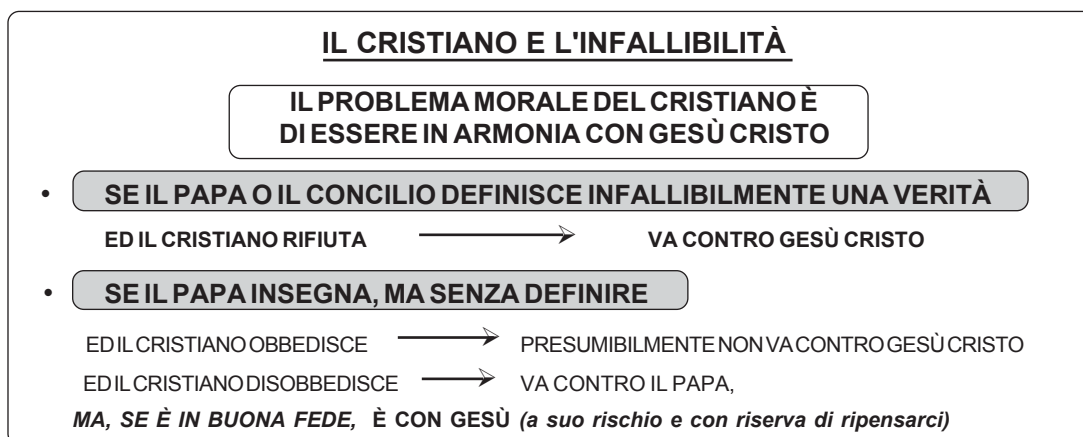 IL CRISTIANO E L'INFALLIBILITÀ
IL PROBLEMA MORALE DEL CRISTIANO È
DI ESSERE IN ARMONIA CON GESÙ CRISTO
• SE IL PAPA O IL CONCILIO DEFINISCE INFALLIBILMENTE UNA VERITÀ
ED IL CRISTIANO RIFIUTA VA CONTRO GESÙ CRISTO
• SE IL PAPA INSEGNA, MA SENZA DEFINIRE
ED IL CRISTIANO OBBEDISCE PRESUMIBILMENTE NON VA CONTRO GESÙ CRISTO
ED IL CRISTIANO DISOBBEDISCE VA CONTRO IL PAPA,
MA, SE È IN BUONA FEDE, È CON GESÙ (a suo rischio e con riserva di ripensarci)